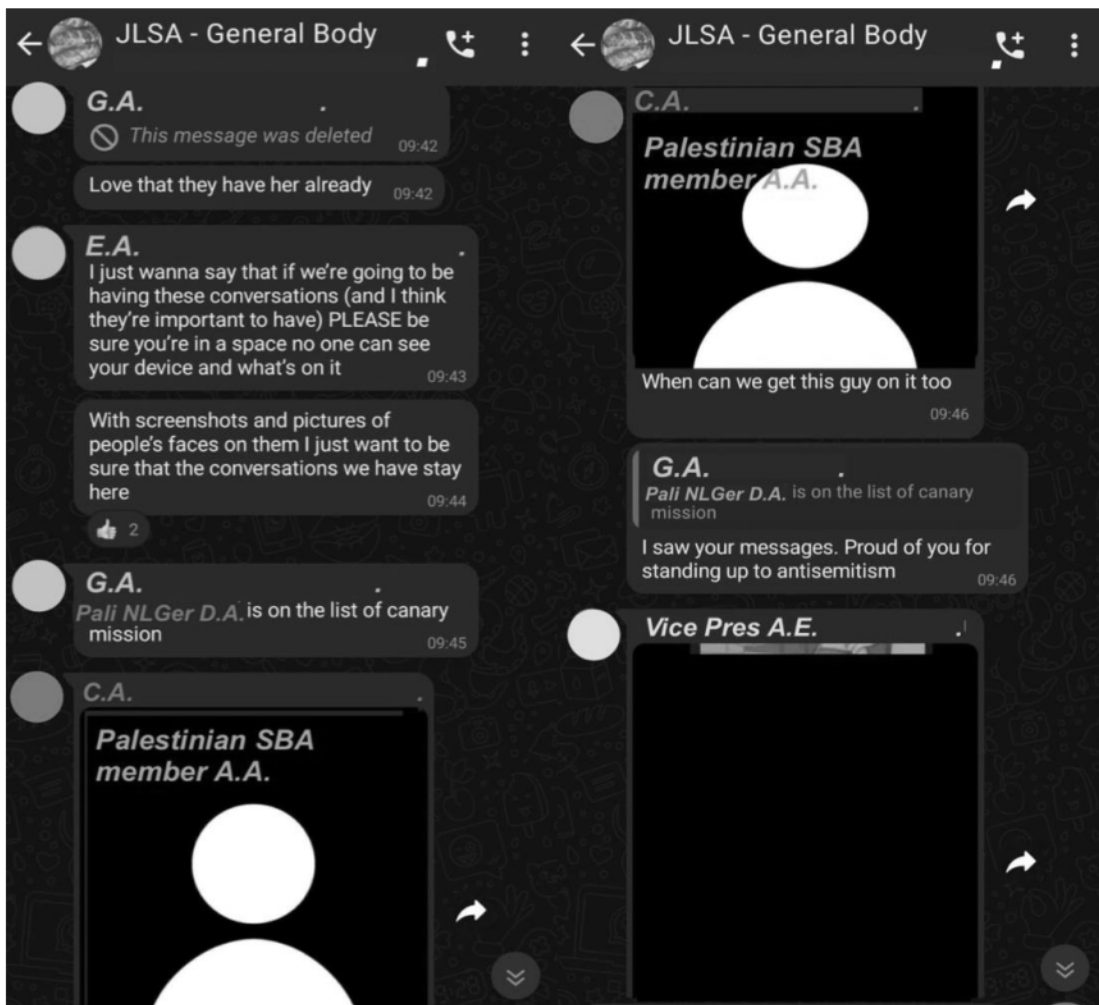 JLSA - General Body
G.A.
This message was deleted
09:42
Love that they have her already
09:42
E.A.
I just wanna say that if we're going to be
having these conversations (and I think
they're important to have) PLEASE be
sure you're in a space no one can see
your device and what's on it
09:43
With screenshots and pictures of
people's faces on them I just want to be
sure that the conversations we have stay
here
09:44
2
G.A.
Pali NLGer D.A. is on the list of canary
mission
09:45
C.A.
Palestinian SBA
member A.A.
JLSA - General Body
C.A.
Palestinian SBA
member A.A.
When can we get this guy on it too
09:46
G.A.
Pali NLGer D.A. is on the list of canary
mission
I saw your messages. Proud of you for
standing up to antisemitism
09:46
Vice Pres A.E.